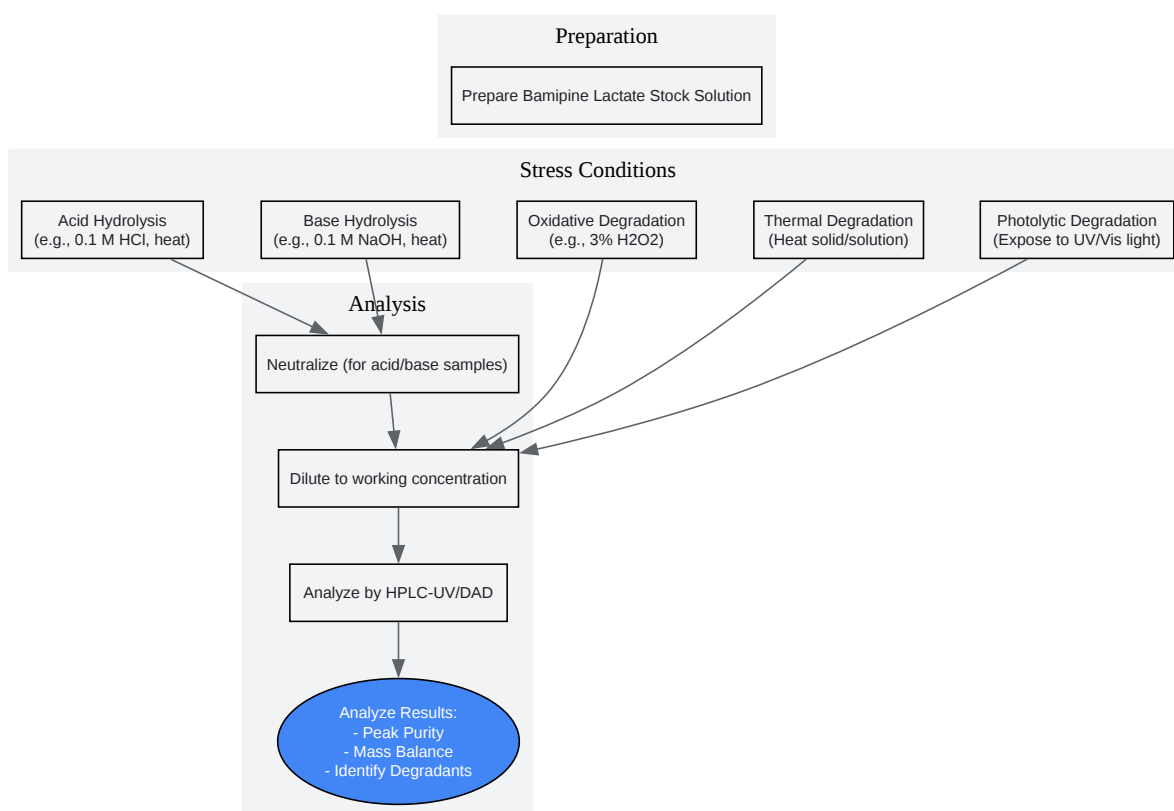 Preparation
Prepare Bamipine Lactate Stock Solution
Stress Conditions
Acid Hydrolysis
(e.g., 0.1 M HCl, heat)
Base Hydrolysis
(e.g., 0.1 M NaOH, heat)
Oxidative Degradation
(e.g., 3% H2O2)
Thermal Degradation
(Heat solid/solution)
Photolytic Degradation
(Expose to UV/Vis light)
Analysis
Neutralize (for acid/base samples)
Dilute to working concentration
Analyze by HPLC-UV/DAD
Analyze Results:
- Peak Purity
- Mass Balance
- Identify Degradants